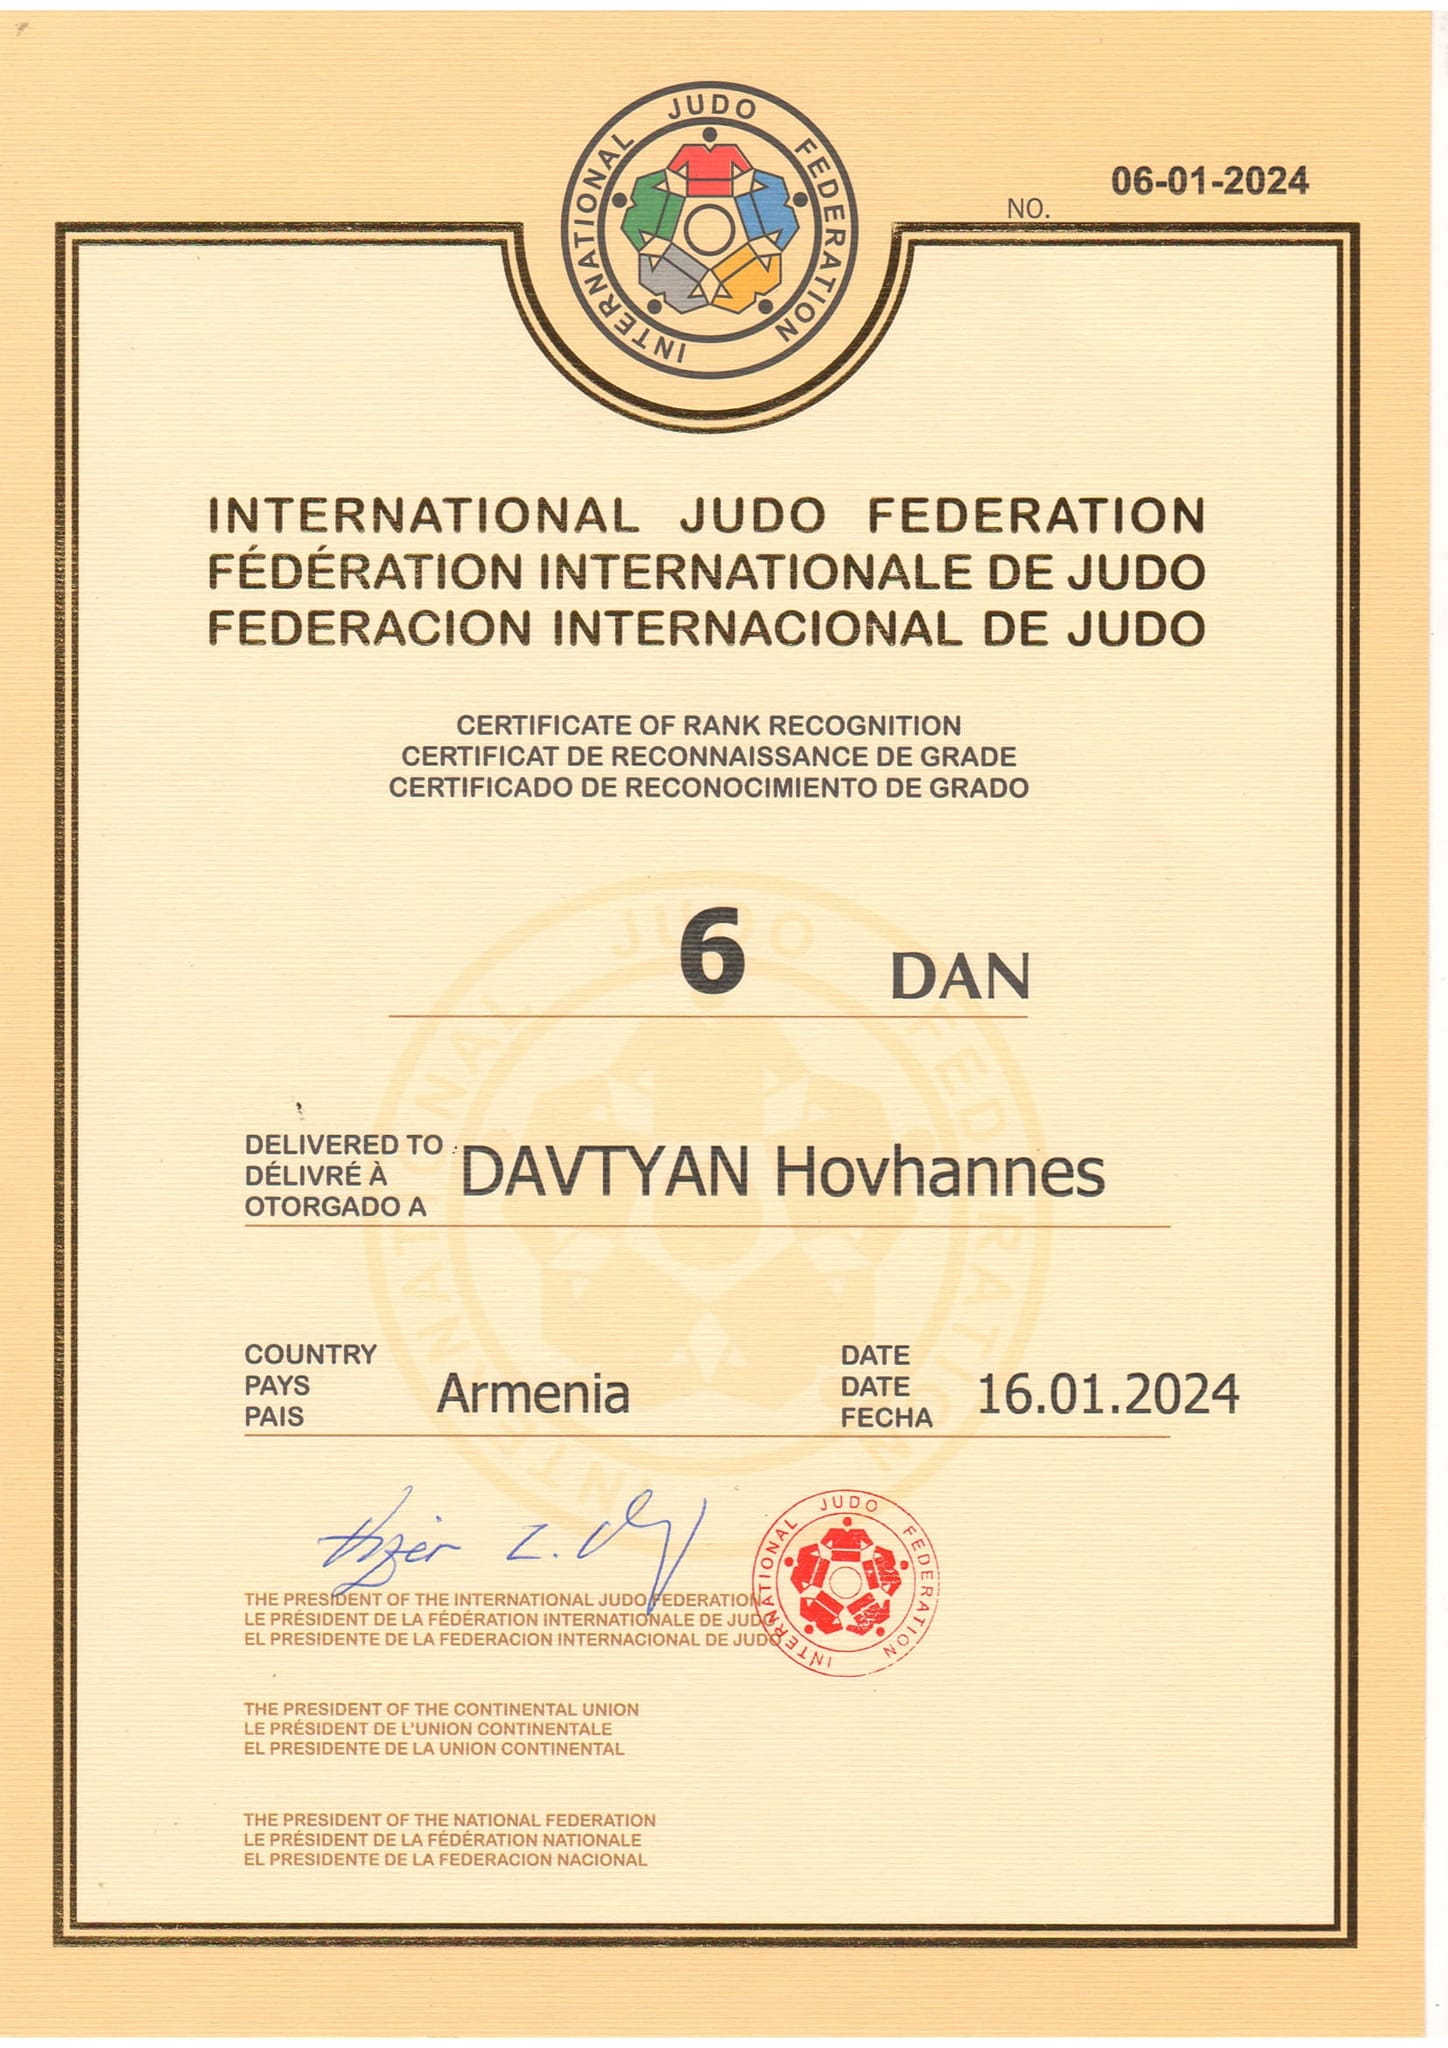 INTERNATIONAL JUDO FEDERATION
06-01-2024
NO.
INTERNATIONAL JUDO FEDERATION
FÉDÉRATION INTERNATIONALE DE JUDO
FEDERACION INTERNACIONAL DE JUDO
CERTIFICATE OF RANK RECOGNITION
CERTIFICAT DE RECONNAISSANCE DE GRADE
CERTIFICADO DE RECONOCIMIENTO DE GRADO
6 DAN
INTERNATIONAL JUDO FEDERATION
DELIVERED TO
DÉLIVRÉ À
OTORGADO A
DAVTYAN Hovhannes
COUNTRY
PAYS
PAIS
Armenia
DATE
DATE
FECHA
16.01.2024
INTERNATIONAL JUDO FEDERATION
THE PRESIDENT OF THE INTERNATIONAL JUDO FEDERATION
LE PRÉSIDENT DE LA FÉDÉRATION INTERNATIONALE DE JUDO
EL PRESIDENTE DE LA FEDERACION INTERNACIONAL DE JUDO
THE PRESIDENT OF THE CONTINENTAL UNION
LE PRÉSIDENT DE L'UNION CONTINENTALE
EL PRESIDENTE DE LA UNION CONTINENTAL
THE PRESIDENT OF THE NATIONAL FEDERATION
LE PRÉSIDENT DE LA FÉDÉRATION NATIONALE
EL PRESIDENTE DE LA FEDERACION NACIONAL